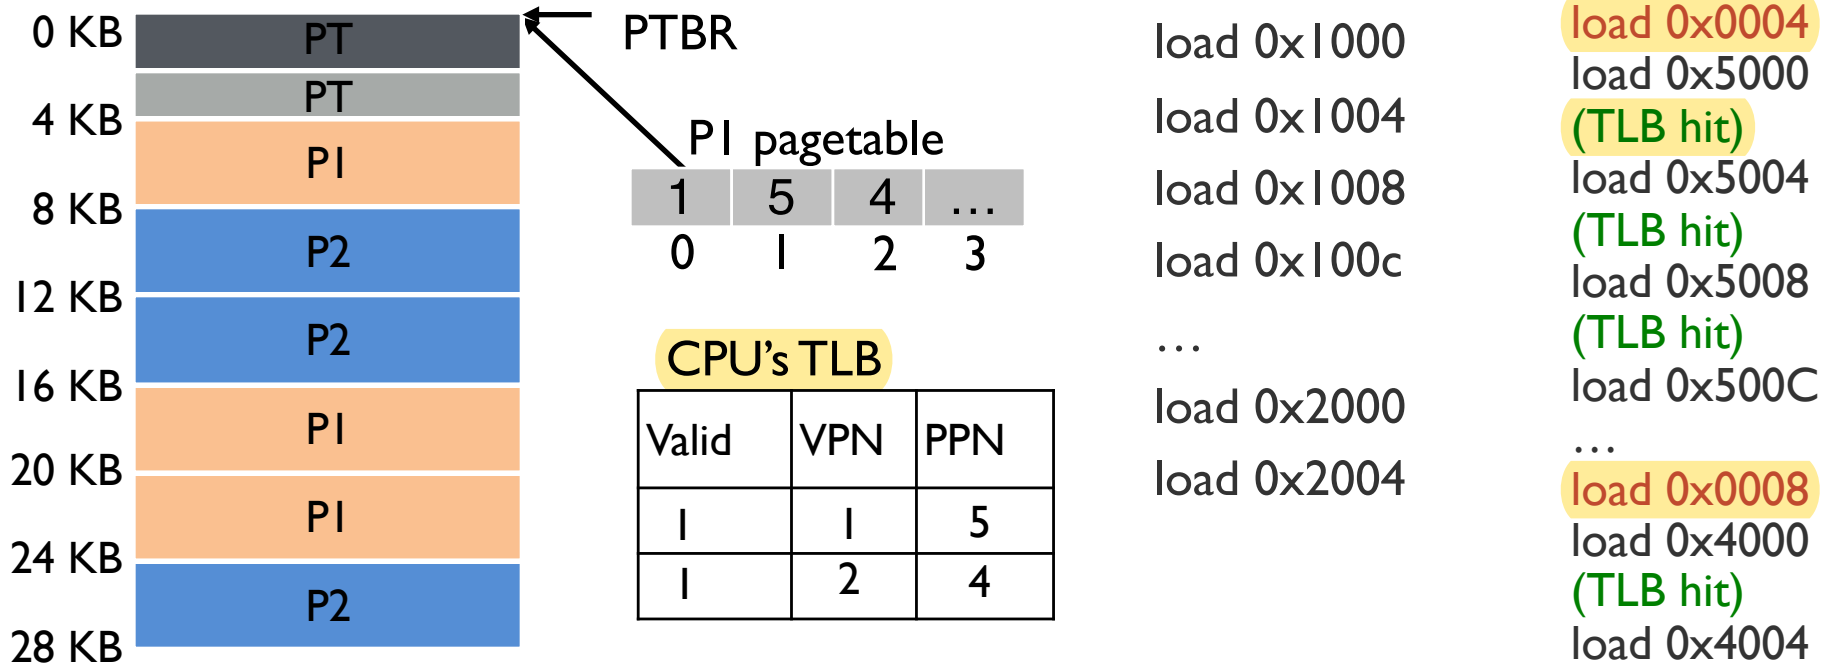 0 KB
PT
PT
4 KB
P1
8 KB
P2
12 KB
P2
16 KB
P1
20 KB
P1
24 KB
P2
28 KB
PTBR
P1 pagetable
1 5 4 …
0 1 2 3
CPU's TLB
Valid VPN PPN
1 1 5
1 2 4
load 0x1000
load 0x1004
load 0x1008
load 0x100c
…
load 0x2000
load 0x2004
load 0x0004
load 0x5000
(TLB hit)
load 0x5004
(TLB hit)
load 0x5008
(TLB hit)
load 0x500C
…
load 0x0008
load 0x4000
(TLB hit)
load 0x4004